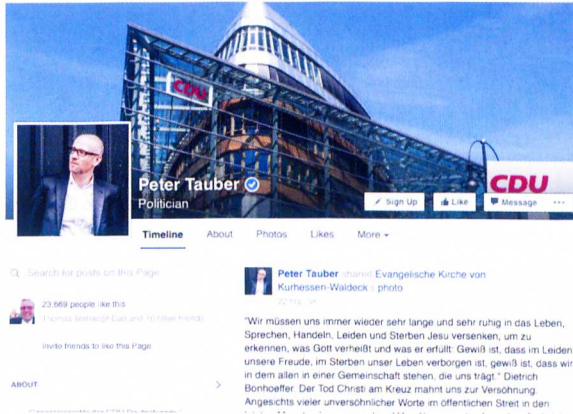 CDU
CDU
Peter Tauber
Politician
Sign Up
Like
Message
Timeline
About
Photos
Likes
More
Search for posts on this Page
23,669 people like this
and 10 other friends
Invite friends to like this Page
ABOUT
Peter Tauber shared Evangelische Kirche von
Kurhessen-Waldeck's photo
"Wir müssen uns immer wieder sehr lange und sehr ruhig in das Leben,
Sprechen, Handeln, Leiden und Sterben Jesu versenken, um zu
erkennen, was Gott verheißt und was er erfüllt. Gewiß ist, dass im Leiden
unsere Freude, im Sterben unser Leben verborgen ist, gewiß ist, dass wir
in dem allen in einer Gemeinschaft stehen, die uns trägt." Dietrich
Bonhoeffer. Der Tod Christi am Kreuz mahnt uns zur Versöhnung.
Angesichts vieler unversöhnlicher Worte im öffentlichen Streit in den